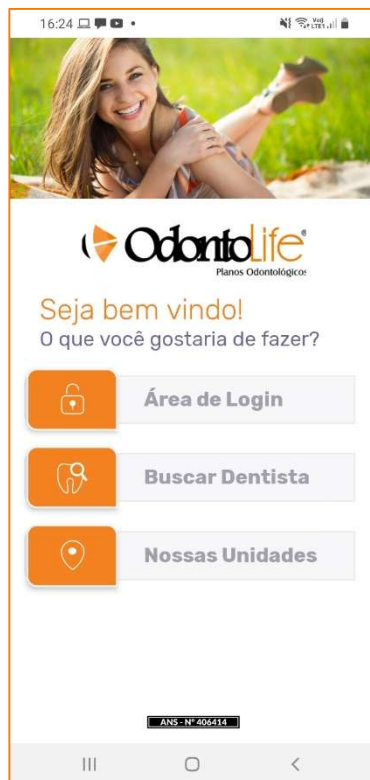 16:24
OdontoLife®
Planos Odontológicos
Seja bem vindo!
O que você gostaria de fazer?
Área de Login
Buscar Dentista
Nossas Unidades
ANS - Nº 406414